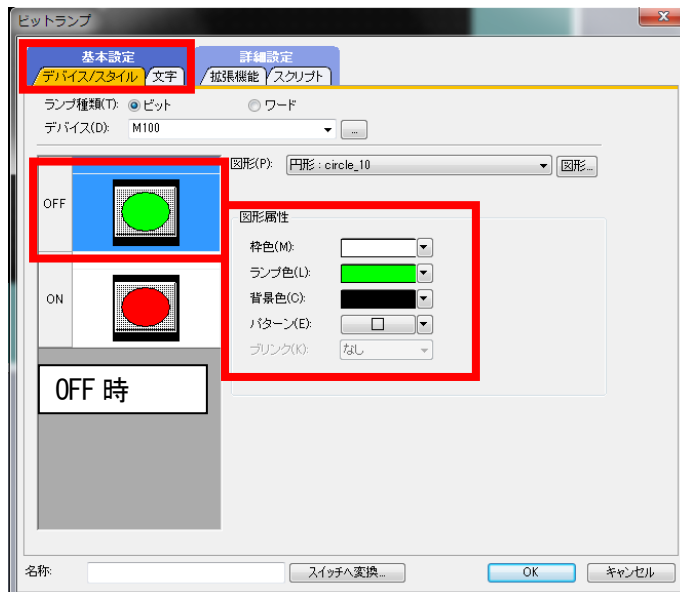 ビットランプ
基本設定 詳細設定
デバイス/スタイル 文字 拡張機能 スクリプト
ランプ種類(T): ビット ワード
デバイス(D): M100 ...
図形(P): 円形 : circle_10 図形...
OFF
図形属性
枠色(M):
ランプ色(L):
背景色(C):
ON
パターン(E):
ブリンク(K): なし
OFF 時
名称: スイッチへ変換... OK キャンセル